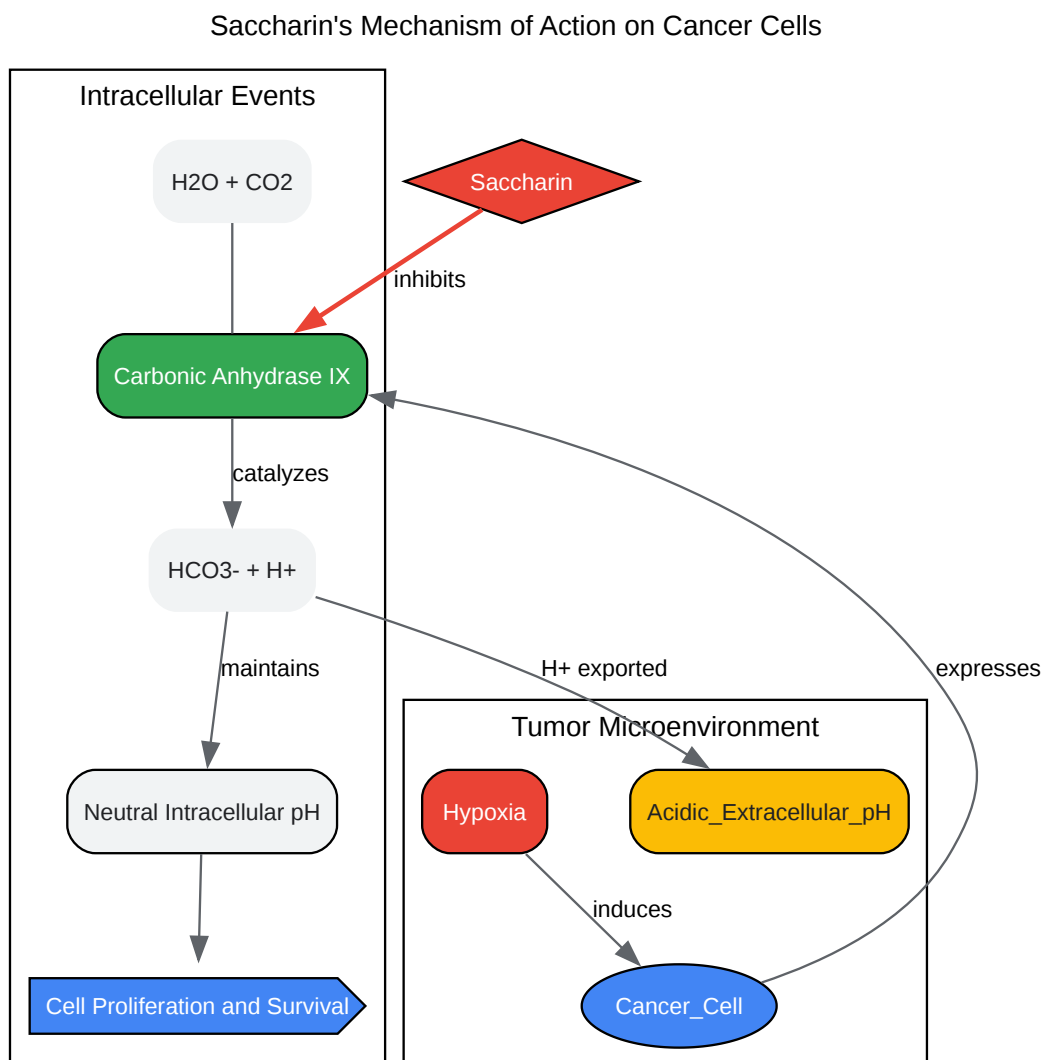 Saccharin's Mechanism of Action on Cancer Cells
Intracellular Events
H2O + CO2
Saccharin
inhibits
Carbonic Anhydrase IX
catalyzes
HCO3- + H+
maintains
H+ exported
expresses
Tumor Microenvironment
Neutral Intracellular pH
Hypoxia
Acidic_Extracellular_pH
induces
Cell Proliferation and Survival
Cancer_Cell